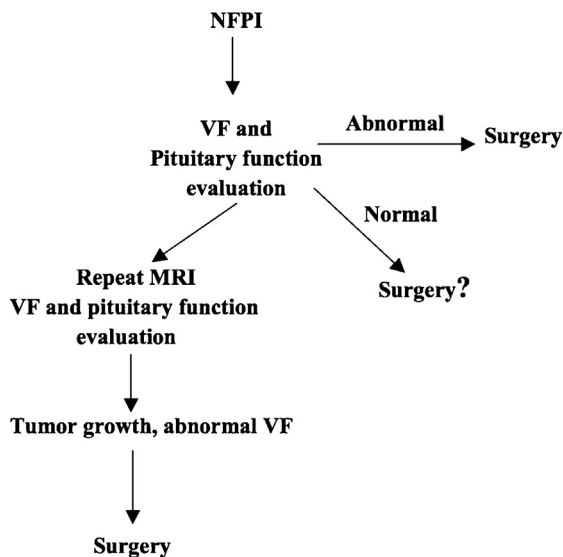 NFPI
VF and
Pituitary function
evaluation
Abnormal
Surgery
Normal
Surgery?
Repeat MRI
VF and pituitary function
evaluation
Tumor growth, abnormal VF
Surgery